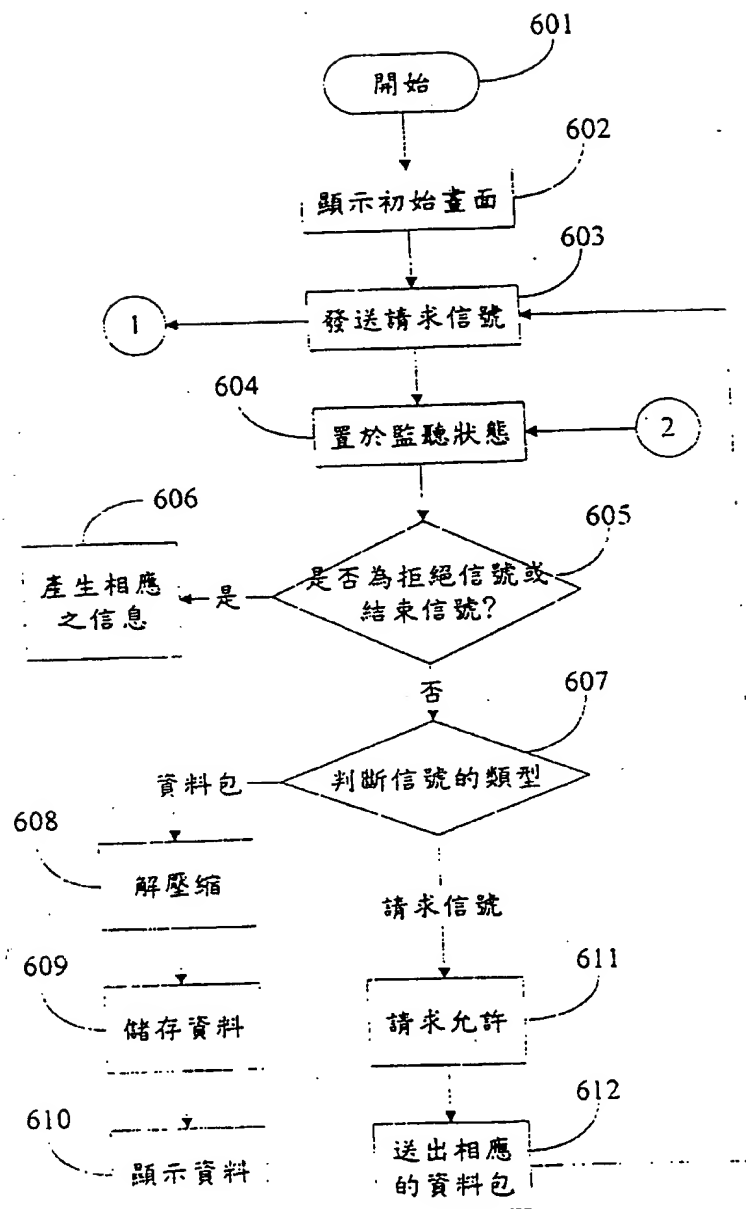 601
開始
602
顯示初始畫面
603
發送請求信號
1
604
置於監聽狀態
2
606
605
產生相應
之信息
是
是否為拒絕信號或
結束信號?
否
607
資料包
判斷信號的類型
608
解壓縮
請求信號
609
611
儲存資料
請求允許
610
612
顯示資料
送出相應
的資料包